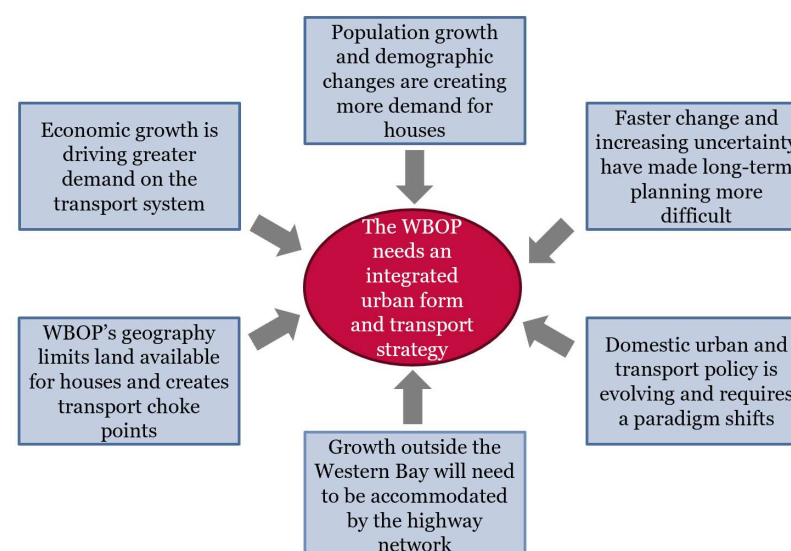 Population growth
and demographic
changes are creating
more demand for
houses
Economic growth is
driving greater
demand on the
transport system
Faster change and
increasing uncertainty
have made long-term
planning more
difficult
The WBOP
needs an
integrated
urban form
and transport
strategy
WBOP's geography
limits land available
for houses and creates
transport choke
points
Domestic urban and
transport policy is
evolving and requires
a paradigm shifts
Growth outside the
Western Bay will need
to be accommodated
by the highway
network